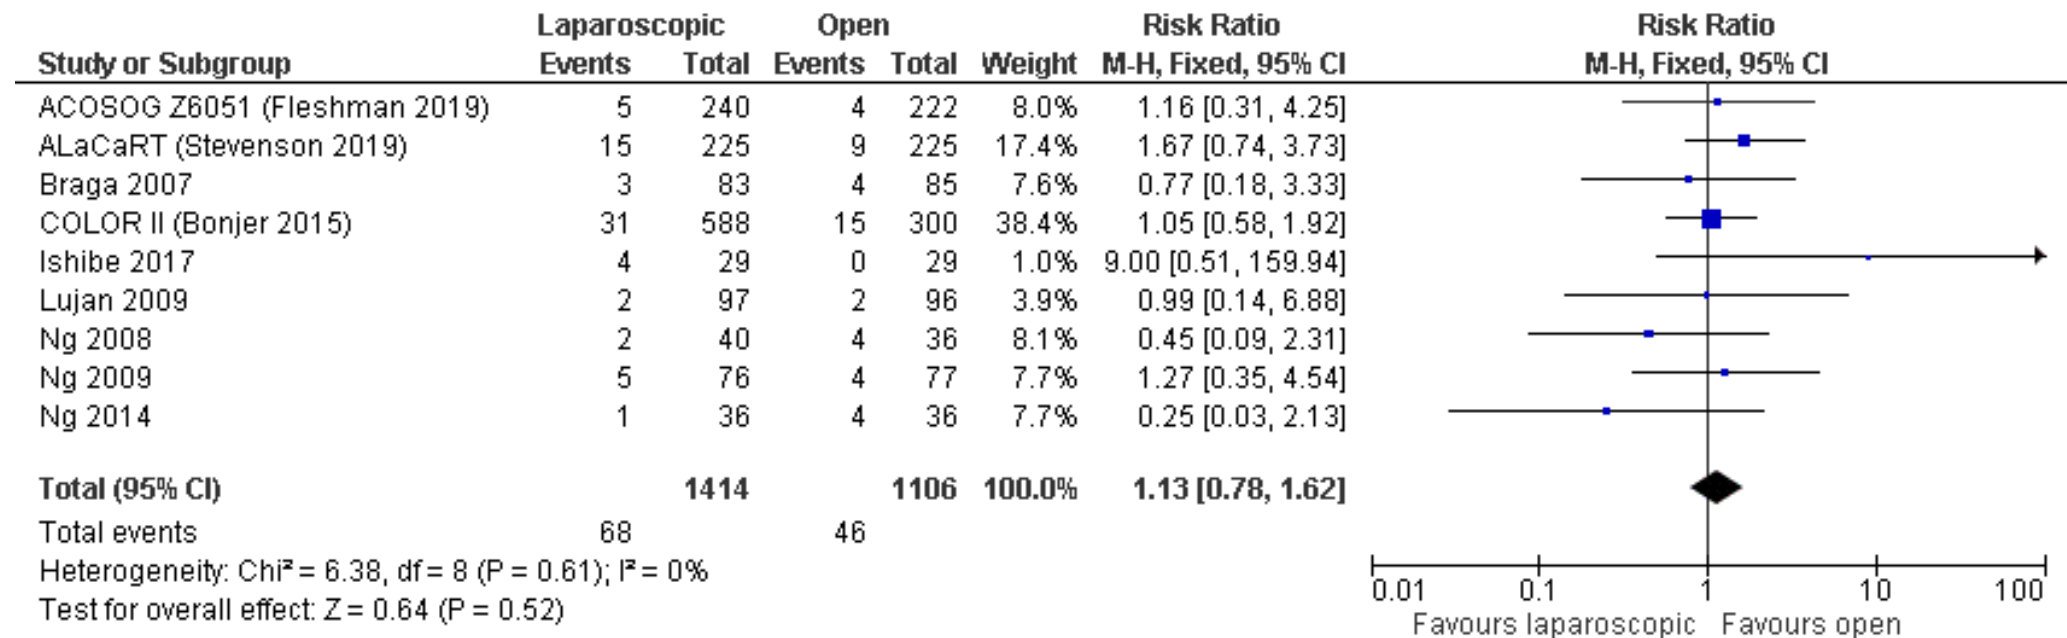 Laparoscopic Open Risk Ratio Risk Ratio
Study or Subgroup Events Total Events Total Weight M-H, Fixed, 95% CI M-H, Fixed, 95% CI
ACOSOG Z6051 (Fleshman 2019) 5 240 4 222 8.0% 1.16 [0.31, 4.25]
ALaCaRT (Stevenson 2019) 15 225 9 225 17.4% 1.67 [0.74, 3.73]
Braga 2007 3 83 4 85 7.6% 0.77 [0.18, 3.33]
COLOR II (Bonjer 2015) 31 588 15 300 38.4% 1.05 [0.58, 1.92]
Ishibe 2017 4 29 0 29 1.0% 9.00 [0.51, 159.94]
Lujan 2009 2 97 2 96 3.9% 0.99 [0.14, 6.88]
Ng 2008 2 40 4 36 8.1% 0.45 [0.09, 2.31]
Ng 2009 5 76 4 77 7.7% 1.27 [0.35, 4.54]
Ng 2014 1 36 4 36 7.7% 0.25 [0.03, 2.13]
Total (95% CI) 1414 1106 100.0% 1.13 [0.78, 1.62]
Total events 68 46
Heterogeneity: Chi² = 6.38, df = 8 (P = 0.61); I² = 0%
Test for overall effect: Z = 0.64 (P = 0.52)
0.01 0.1 1 10 100
Favours laparoscopic Favours open